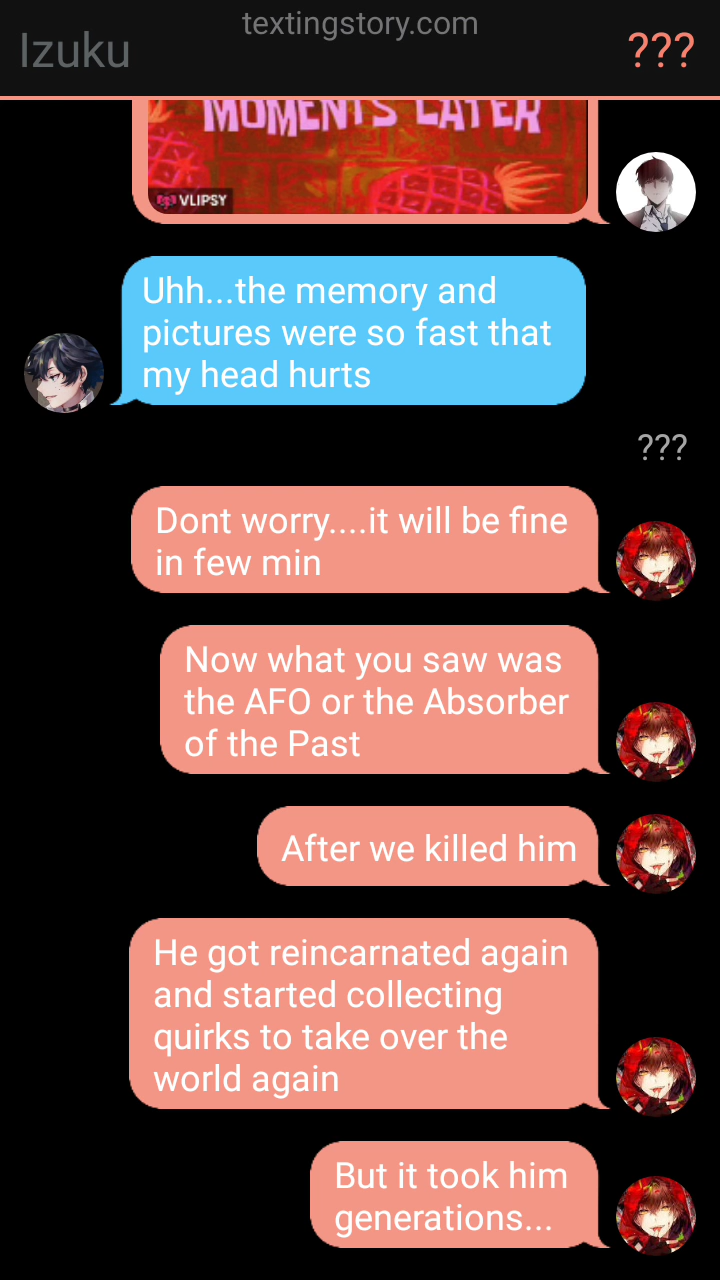 textingstory.com
Izuku
???
MOMENTS LATER
VLIPSY
Uhh...the memory and
pictures were so fast that
my head hurts
???
Dont worry....it will be fine
in few min
Now what you saw was
the AFO or the Absorber
of the Past
After we killed him
He got reincarnated again
and started collecting
quirks to take over the
world again
But it took him
generations...